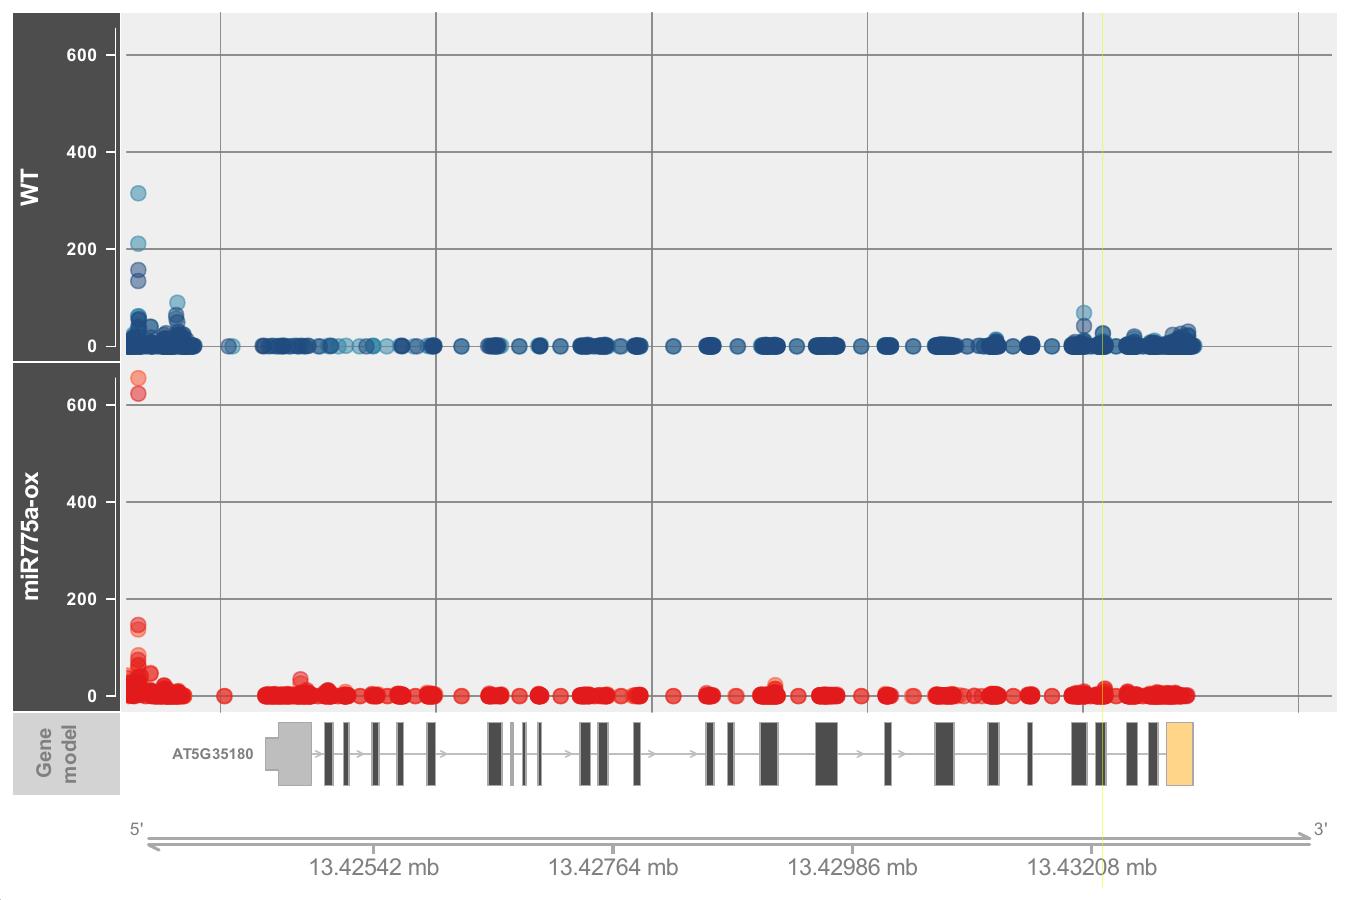 WT
600
400
200
0
miR775a-ox
600
400
200
0
Gene
model
AT5G35180
5'
3'
13.42542 mb
13.42764 mb
13.42986 mb
13.43208 mb